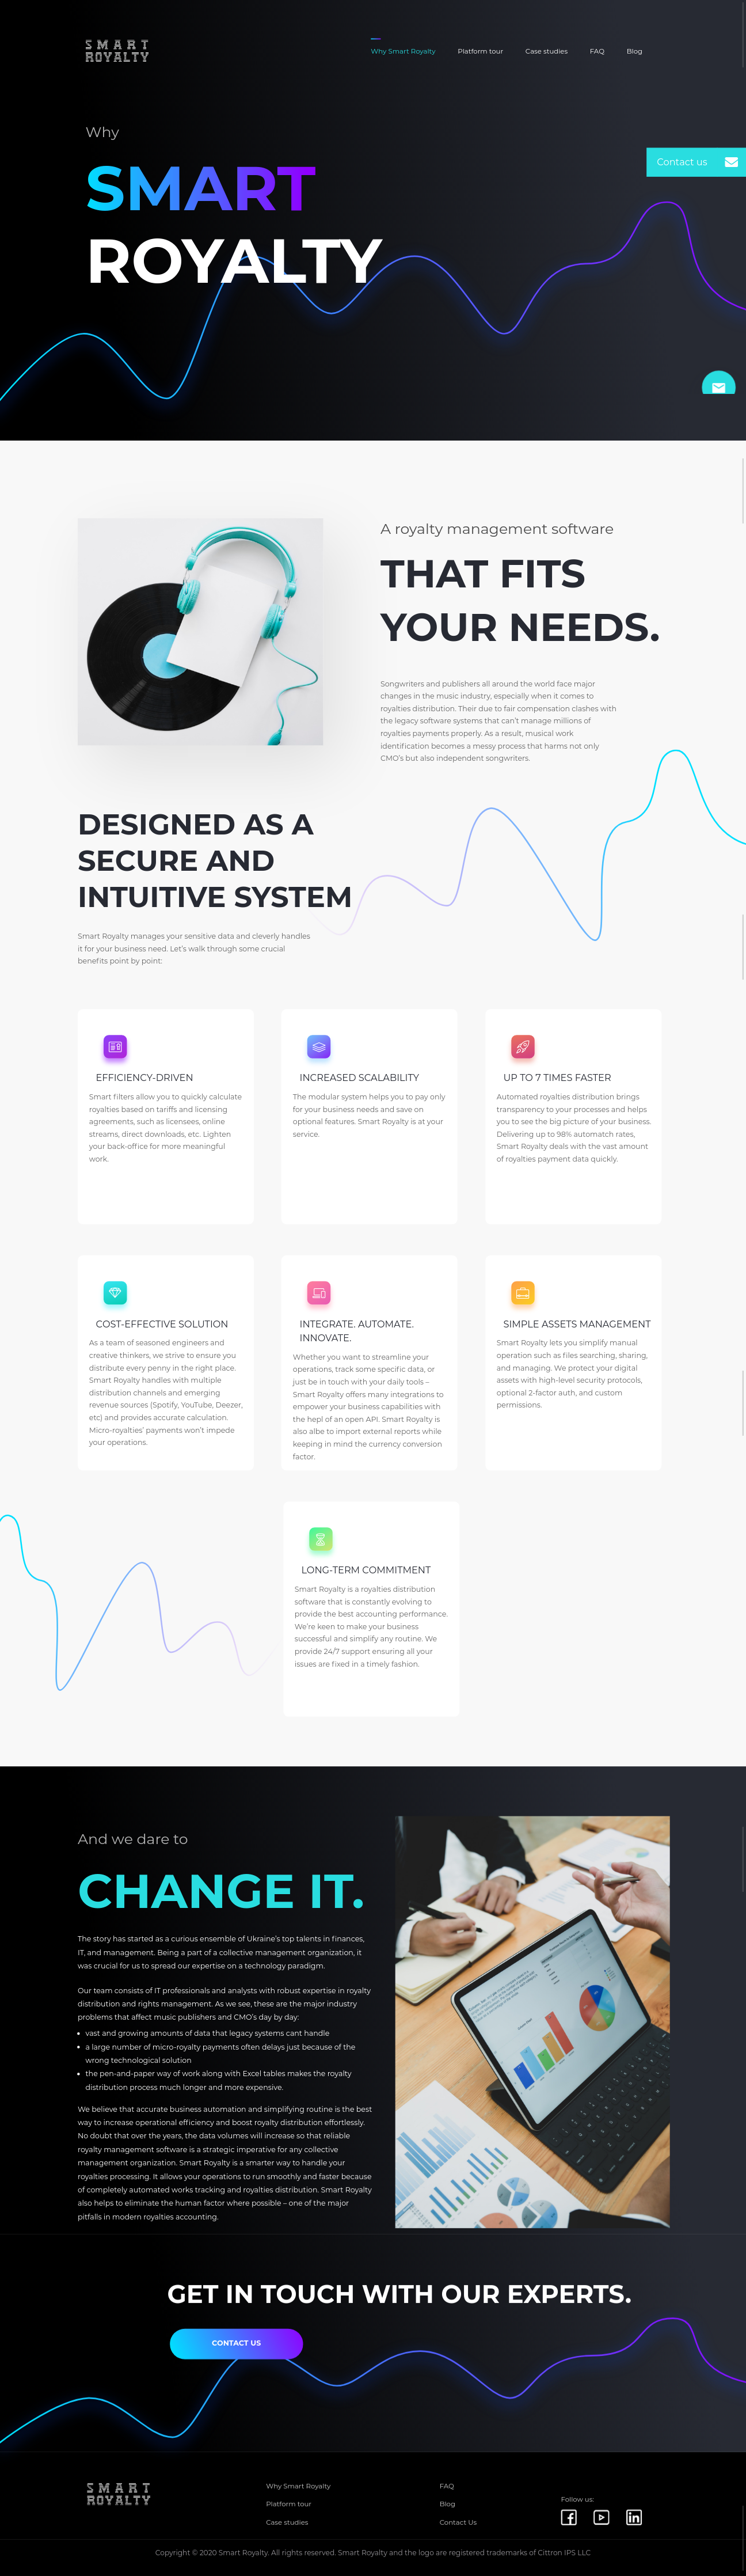 SMART
ROYALTY
Why Smart Royalty
Platform tour
Case studies
FAQ
Blog
Why
SMART
ROYALTY
Contact us
A royalty management software
THAT FITS
YOUR NEEDS.
Songwriters and publishers all around the world face major
changes in the music industry, especially when it comes to
royalties distribution. Their due to fair compensation clashes with
the legacy software systems that can't manage millions of
royalties payments properly. As a result, musical work
identification becomes a messy process that harms not only
CMO's but also independent songwriters.
DESIGNED AS A
SECURE AND
INTUITIVE SYSTEM
Smart Royalty manages your sensitive data and cleverly handles
it for your business need. Let's walk through some crucial
benefits point by point:
EFFICIENCY-DRIVEN
Smart filters allow you to quickly calculate
royalties based on tariffs and licensing
agreements, such as licensees, online
streams, direct downloads, etc. Lighten
your back-office for more meaningful
work.
INCREASED SCALABILITY
The modular system helps you to pay only
for your business needs and save on
optional features. Smart Royalty is at your
service.
UP TO 7 TIMES FASTER
Automated royalties distribution brings
transparency to your processes and helps
you to see the big picture of your business.
Delivering up to 98% automatch rates,
Smart Royalty deals with the vast amount
of royalties payment data quickly.
COST-EFFECTIVE SOLUTION
As a team of seasoned engineers and
creative thinkers, we strive to ensure you
distribute every penny in the right place.
Smart Royalty handles with multiple
distribution channels and emerging
revenue sources (Spotify, YouTube, Deezer,
etc) and provides accurate calculation.
Micro-royalties' payments won't impede
your operations.
INTEGRATE. AUTOMATE.
INNOVATE.
Whether you want to streamline your
operations, track some specific data, or
just be in touch with your daily tools –
Smart Royalty offers many integrations to
empower your business capabilities with
the hepl of an open API. Smart Royalty is
also albe to import external reports while
keeping in mind the currency conversion
factor.
SIMPLE ASSETS MANAGEMENT
Smart Royalty lets you simplify manual
operation such as files searching, sharing,
and managing. We protect your digital
assets with high-level security protocols,
optional 2-factor auth, and custom
permissions.
LONG-TERM COMMITMENT
Smart Royalty is a royalties distribution
software that is constantly evolving to
provide the best accounting performance.
We're keen to make your business
successful and simplify any routine. We
provide 24/7 support ensuring all your
issues are fixed in a timely fashion.
And we dare to
CHANGE IT.
The story has started as a curious ensemble of Ukraine's top talents in finances,
IT, and management. Being a part of a collective management organization, it
was crucial for us to spread our expertise on a technology paradigm.
Our team consists of IT professionals and analysts with robust expertise in royalty
distribution and rights management. As we see, these are the major industry
problems that affect music publishers and CMO's day by day:
• vast and growing amounts of data that legacy systems cant handle
• a large number of micro-royalty payments often delays just because of the
wrong technological solution
• the pen-and-paper way of work along with Excel tables makes the royalty
distribution process much longer and more expensive.
We believe that accurate business automation and simplifying routine is the best
way to increase operational efficiency and boost royalty distribution effortlessly.
No doubt that over the years, the data volumes will increase so that reliable
royalty management software is a strategic imperative for any collective
management organization. Smart Royalty is a smarter way to handle your
royalties processing. It allows your operations to run smoothly and faster because
of completely automated works tracking and royalties distribution. Smart Royalty
also helps to eliminate the human factor where possible – one of the major
pitfalls in modern royalties accounting.
GET IN TOUCH WITH OUR EXPERTS.
CONTACT US
SMART
ROYALTY
Why Smart Royalty
Platform tour
Case studies
FAQ
Blog
Contact Us
Follow us:
Copyright © 2020 Smart Royalty. All rights reserved. Smart Royalty and the logo are registered trademarks of Cittron IPS LLC